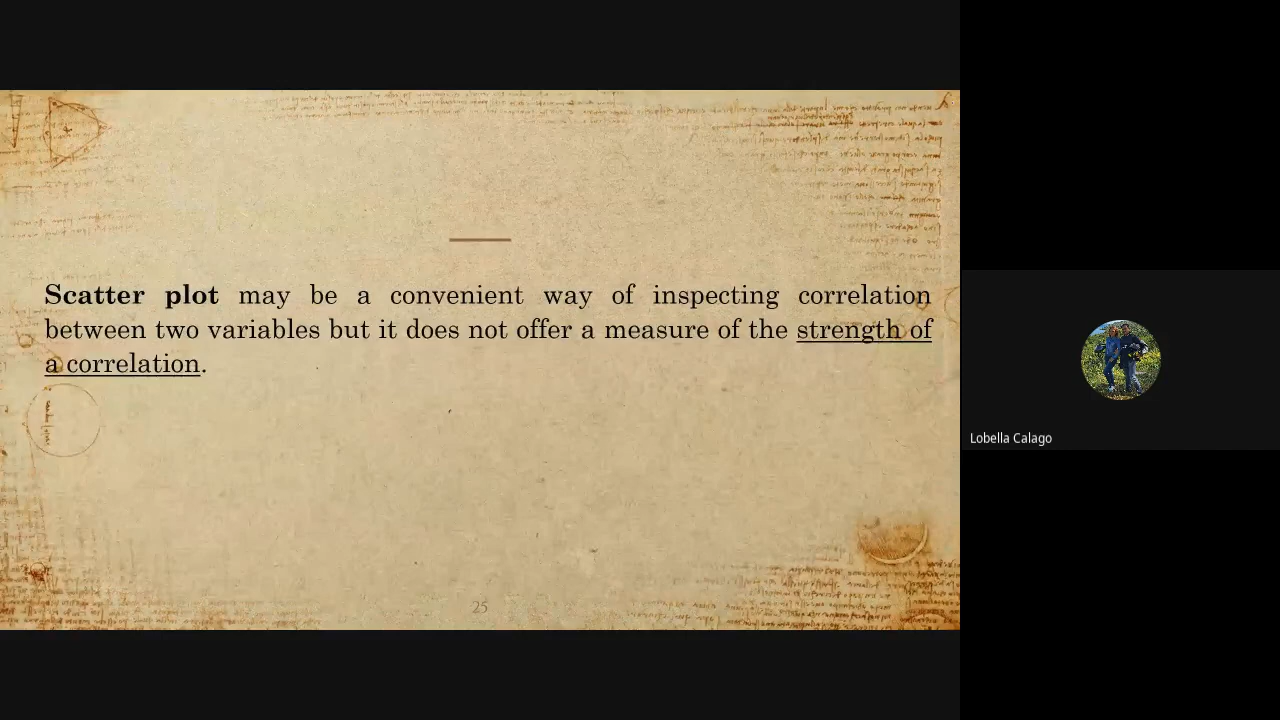 Scatter plot may be a convenient way of inspecting correlation
between two variables but it does not offer a measure of the strength of
a correlation.
25
Lobella Calago